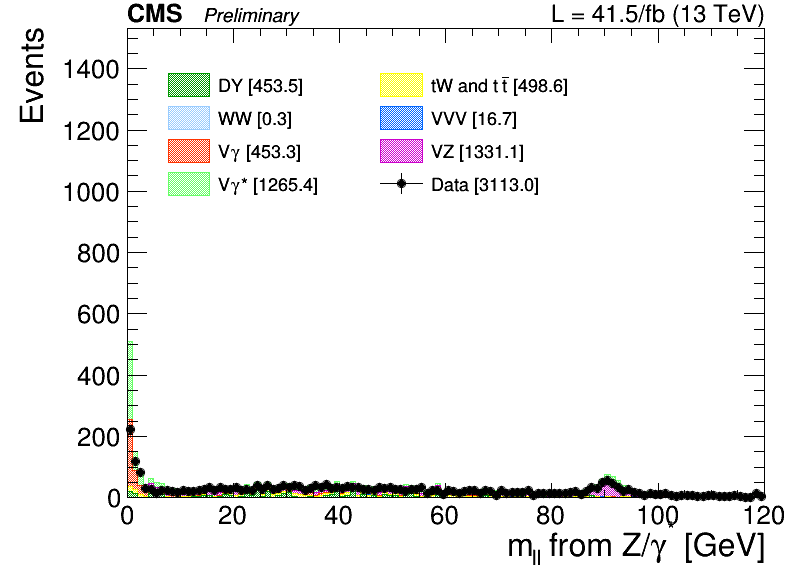 CMS Preliminary L = 41.5/fb (13 TeV)
Events
1400
1200
1000
800
600
400
200
0
DY [453.5]
WW [0.3]
Vγ [453.3]
Vγ* [1265.4]
tW and tt̄ [498.6]
VVV [16.7]
VZ [1331.1]
Data [3113.0]
0 20 40 60 80 100 120
m_ll from Z/γ* [GeV]